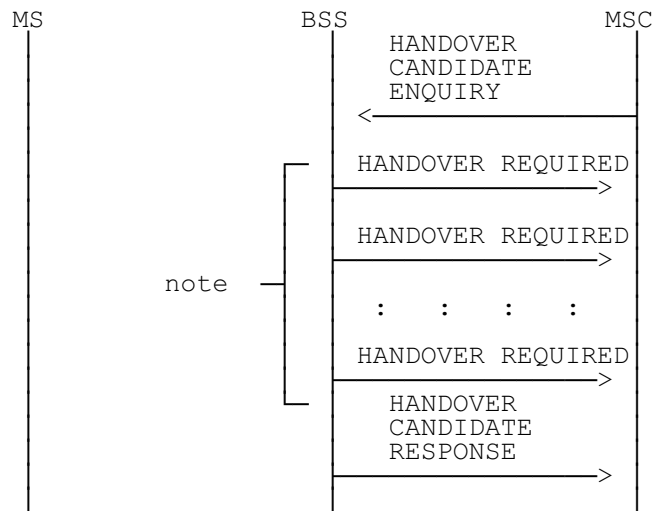 MS BSS MSC
HANDOVER
CANDIDATE
ENQUIRY
HANDOVER REQUIRED
HANDOVER REQUIRED
note
: : : :
HANDOVER REQUIRED
HANDOVER
CANDIDATE
RESPONSE